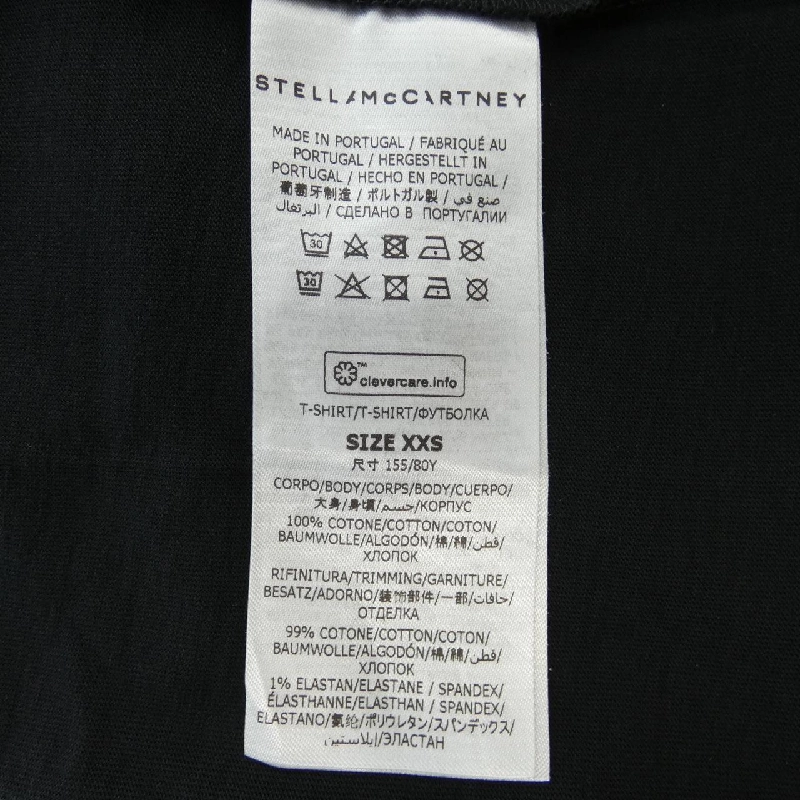 STELLAMcCARTNEY
MADE IN PORTUGAL / FABRIQUÉ AU
PORTUGAL / HERGESTELLT IN
PORTUGAL / HECHO EN PORTUGAL /
葡萄牙制造 / ポルトガル製 / صنع في
البرتغال / СДЕЛАНО В ПОРТУГАЛИИ
30
30
™ clevercare.info
T-SHIRT/T-SHIRT/ФУТБОЛКА
SIZE XXS
尺寸 155/80Y
CORPO/BODY/CORPS/BODY/CUERPO/
大身/身頃/جسم/КОРПУС
100% COTONE/COTTON/COTON/
BAUMWOLLE/ALGODÓN/棉/綿/قطن/
ХЛОПОК
RIFINITURA/TRIMMING/GARNITURE/
BESATZ/ADORNO/装饰部件/一部/حافات/
ОТДЕЛКА
99% COTONE/COTTON/COTON/
BAUMWOLLE/ALGODÓN/棉/綿/قطن/
ХЛОПОК
1% ELASTAN/ELASTANE / SPANDEX/
ÉLASTHANNE/ELASTHAN / SPANDEX/
ELASTANO/氨纶/ポリウレタン/スパンデックス/
إيلاستين/ЭЛАСТАН